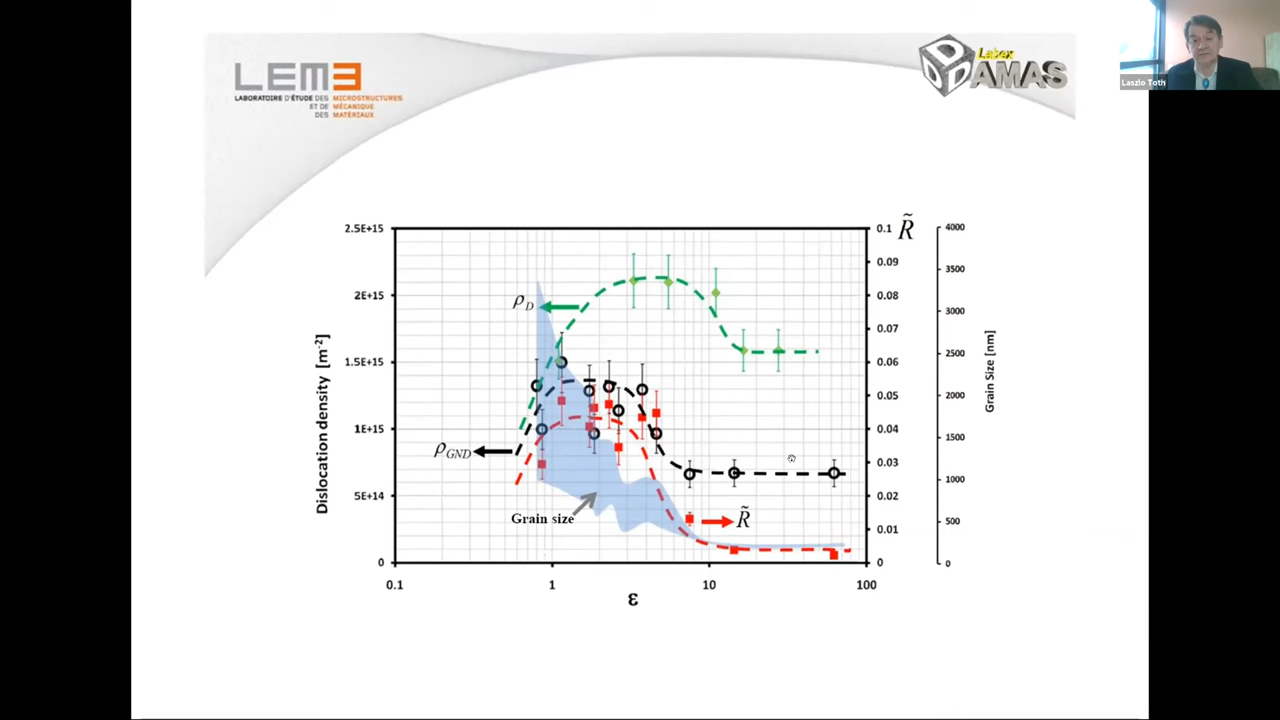 LEM3
LABORATOIRE D'ÉTUDE DES MICROSTRUCTURES
ET DE MÉCANIQUE
DES MATÉRIAUX
Labex
DAMAS
Laszlo Toth
2.5E+15
2E+15
1.5E+15
1E+15
5E+14
0
Dislocation density [m⁻²]
0.1
1
10
100
ε
ρD
ρGND
Grain size
R̃
R̃
0.1
0.09
0.08
0.07
0.06
0.05
0.04
0.03
0.02
0.01
0
4000
3500
3000
2500
2000
1500
1000
500
0
Grain Size [nm]